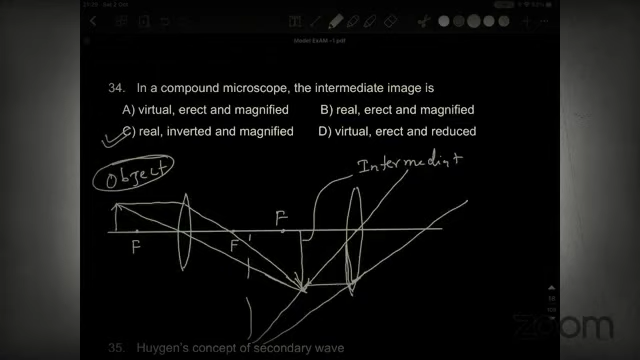 Model ExAM -1.pdf
34. In a compound microscope, the intermediate image is
A) virtual, erect and magnified B) real, erect and magnified
C) real, inverted and magnified D) virtual, erect and reduced
Object
Intermediat
F
F F
35. Huygen's concept of secondary wave
zoom